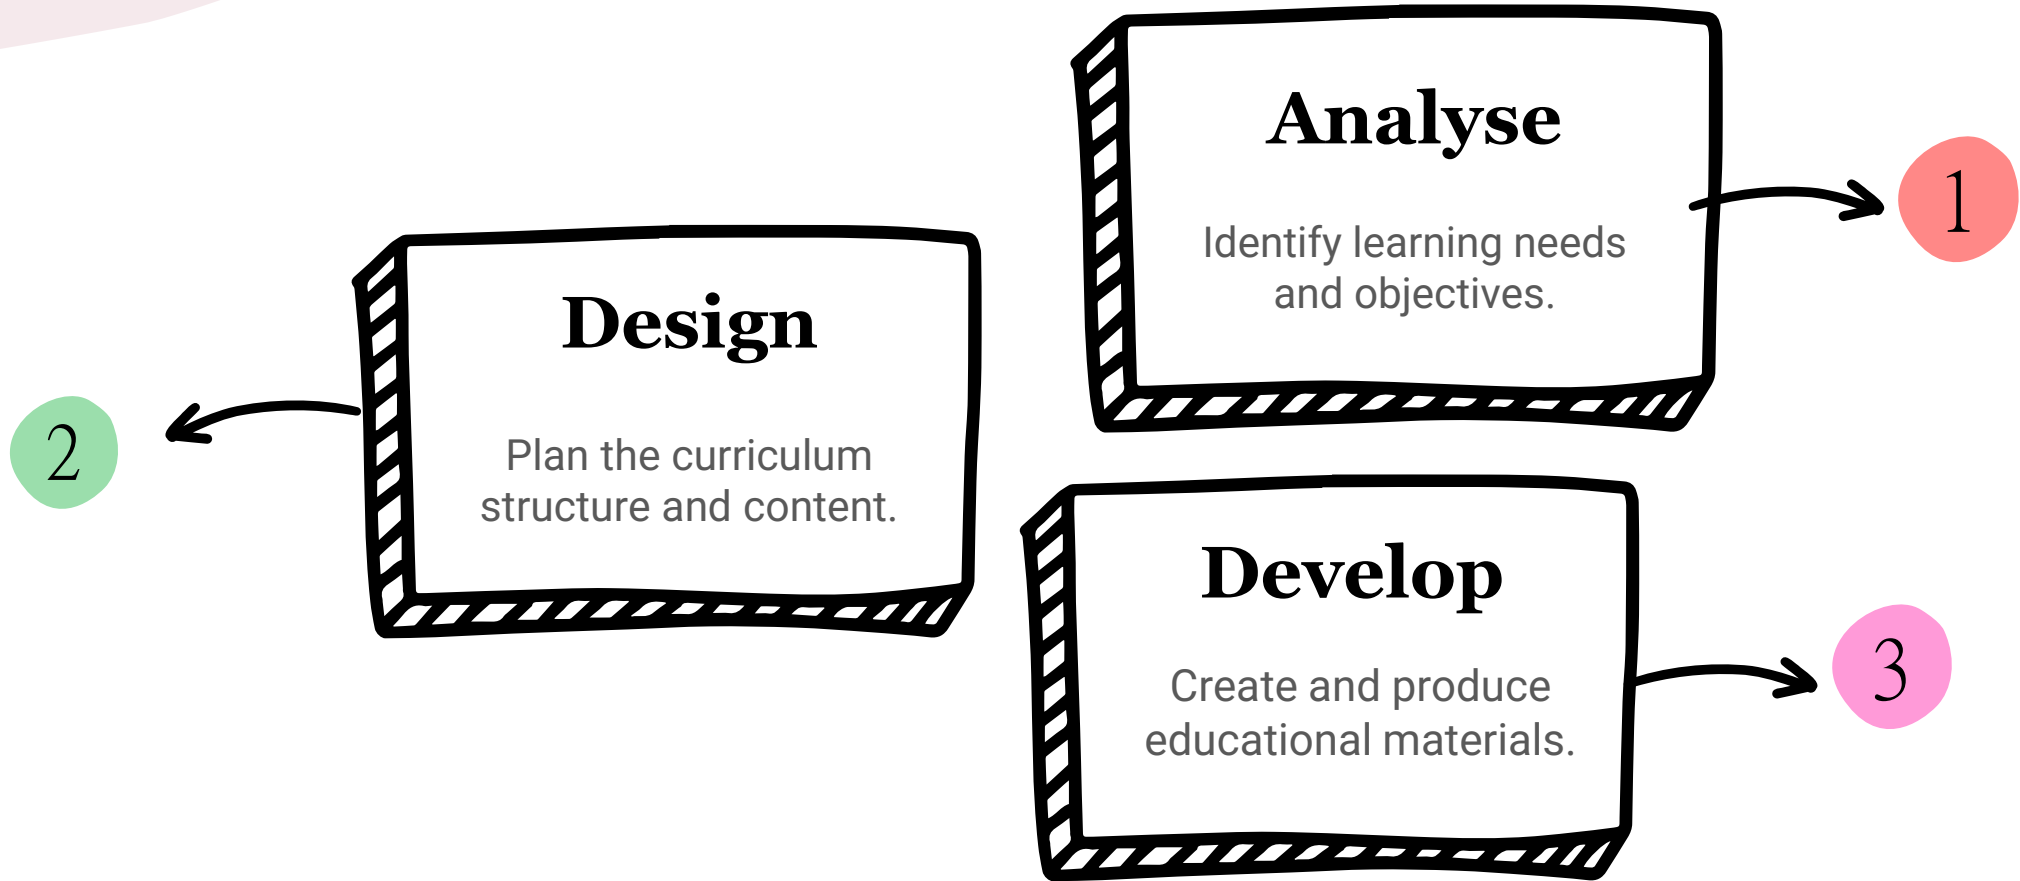 Analyse
Identify learning needs
and objectives.
1
Design
Plan the curriculum
structure and content.
2
Develop
Create and produce
educational materials.
3